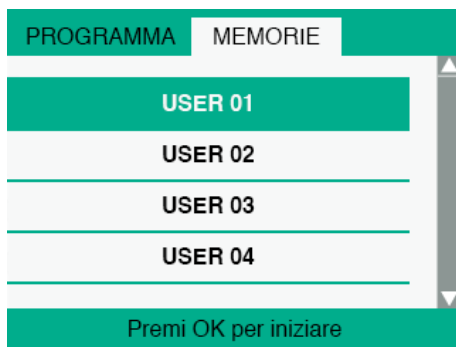 PROGRAMMA MEMORIE
USER 01
USER 02
USER 03
USER 04
Premi OK per iniziare